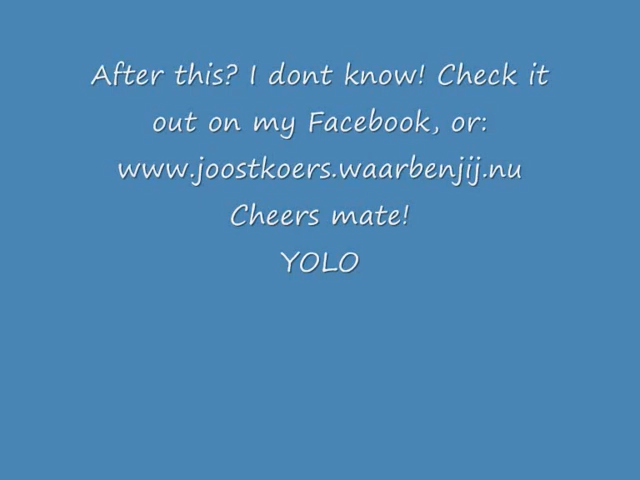 After this? I dont know! Check it
out on my Facebook, or:
www.joostkoers.waarbenjij.nu
Cheers mate!
YOLO